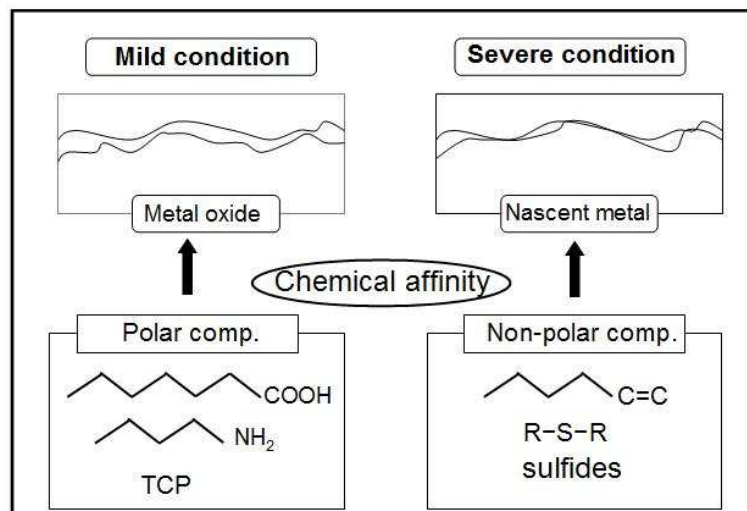 Mild condition
Severe condition
Metal oxide
Nascent metal
Chemical affinity
Polar comp.
Non-polar comp.
COOH
C=C
NH₂
R-S-R
sulfides
TCP